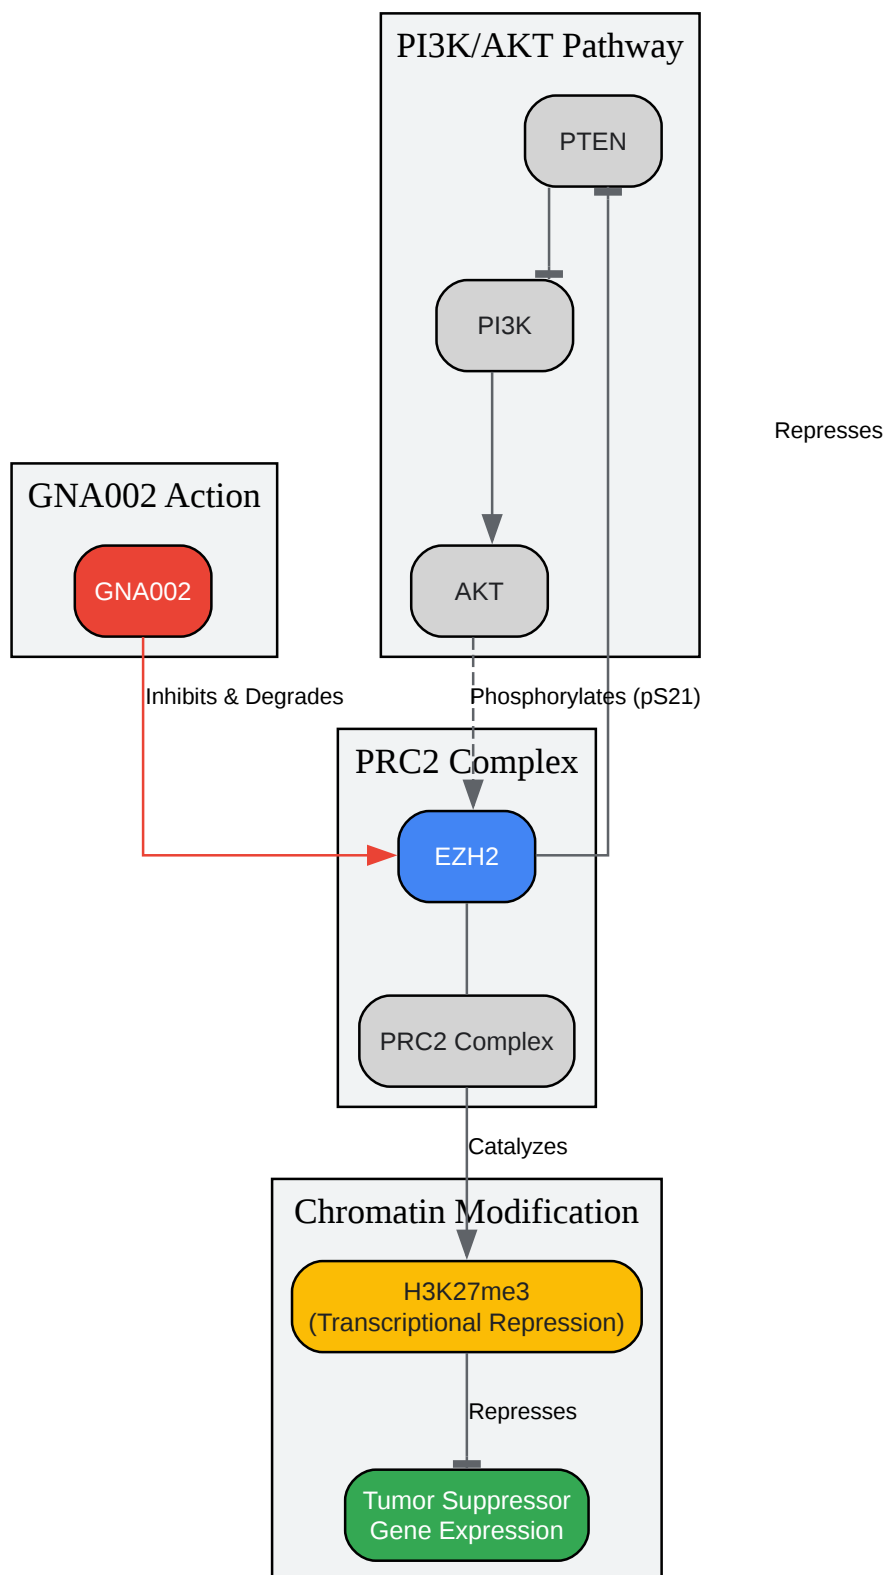 PI3K/AKT Pathway
PTEN
PI3K
Represses
GNA002 Action
GNA002
AKT
Inhibits & Degrades
Phosphorylates (pS21)
PRC2 Complex
EZH2
PRC2 Complex
Catalyzes
Chromatin Modification
H3K27me3
(Transcriptional Repression)
Represses
Tumor Suppressor
Gene Expression